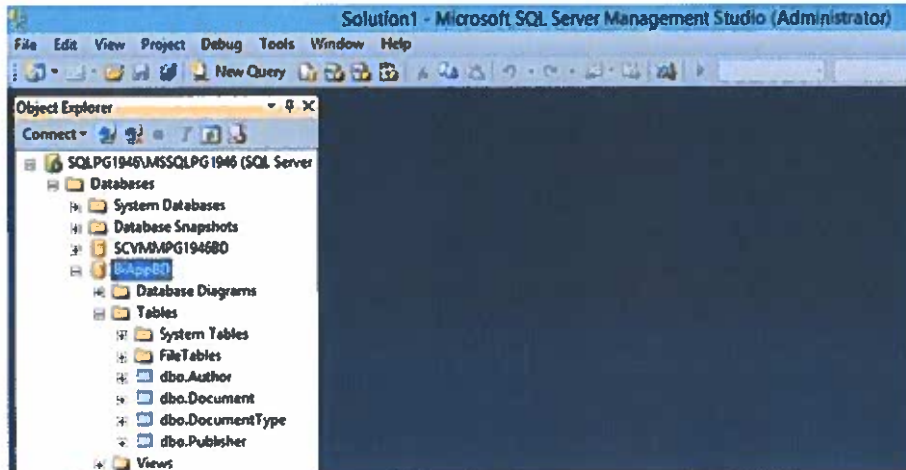 Solution1 - Microsoft SQL Server Management Studio (Administrator)
File Edit View Project Debug Tools Window Help
New Query
Object Explorer
Connect
SQLPG1946\MSSQLPG1946 (SQL Server
Databases
System Databases
Database Snapshots
SCVMMPG1946BD
BiAppBD
Database Diagrams
Tables
System Tables
FileTables
dbo.Author
dbo.Document
dbo.DocumentType
dbo.Publisher
Views